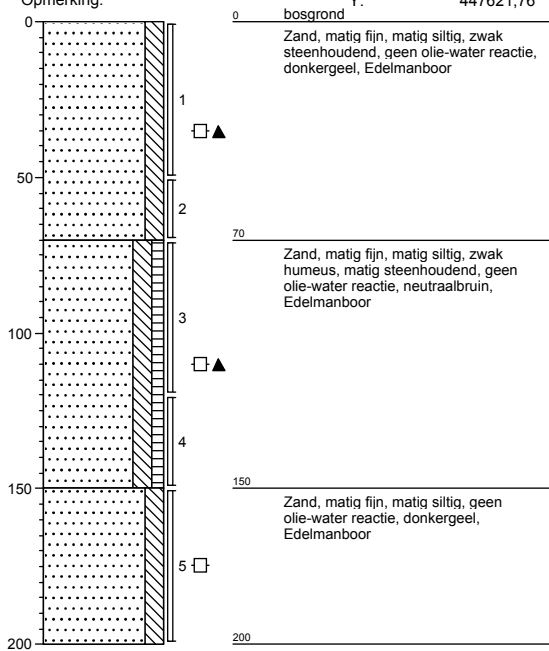 Opmerking:
Y: 447621,76
0
0
bosgrond
Zand, matig fijn, matig siltig, zwak
steenhoudend, geen olie-water reactie,
donkergeel, Edelmanboor
1
50
2
70
Zand, matig fijn, matig siltig, zwak
humeus, matig steenhoudend, geen
olie-water reactie, neutraalbruin,
Edelmanboor
3
100
4
150
150
Zand, matig fijn, matig siltig, geen
olie-water reactie, donkergeel,
Edelmanboor
5
200
200